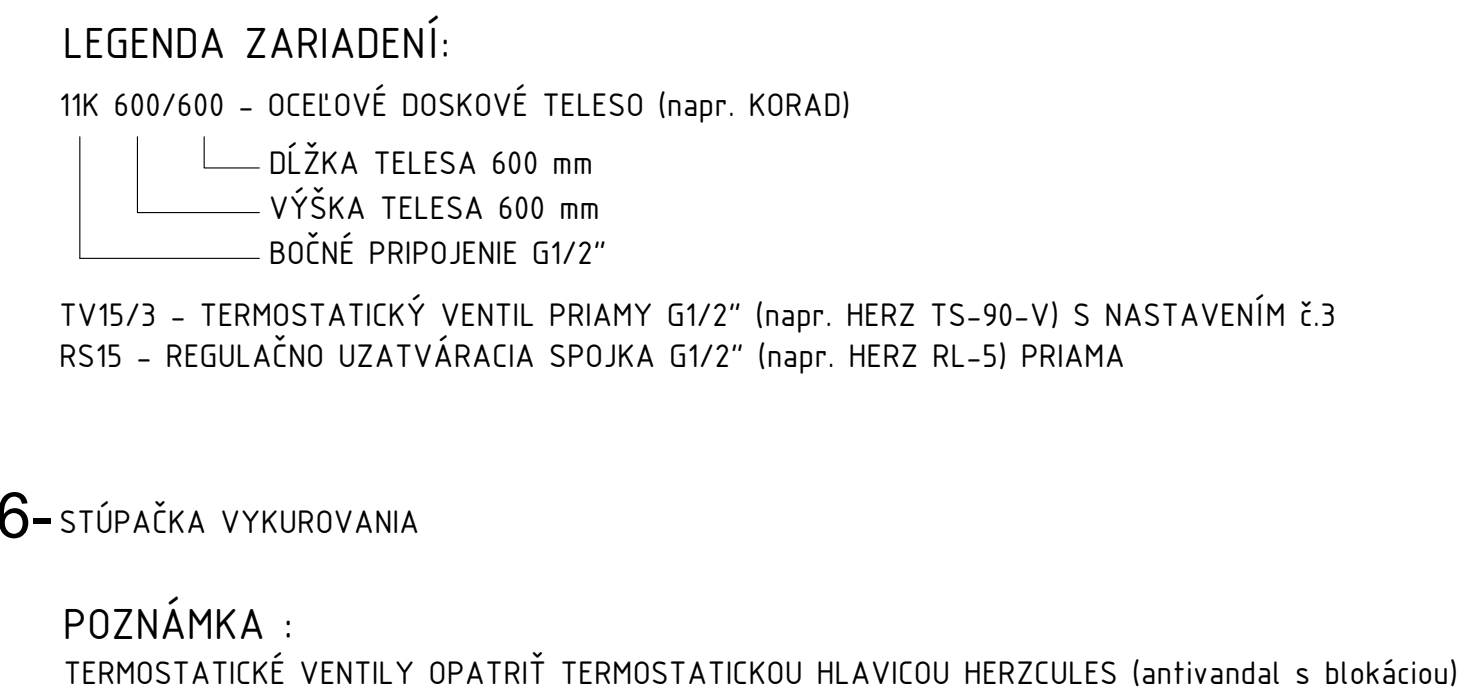 LEGENDA ZARIADENÍ:
11K 600/600 - OCEĽOVÉ DOSKOVÉ TELESO (napr. KORAD)
DĹŽKA TELESA 600 mm
VÝŠKA TELESA 600 mm
BOČNÉ PRIPOJENIE G1/2"
TV15/3 - TERMOSTATICKÝ VENTIL PRIAMY G1/2" (napr. HERZ TS-90-V) S NASTAVENÍM č.3
RS15 - REGULAČNO UZATVÁRACIA SPOJKA G1/2" (napr. HERZ RL-5) PRIAMA
6- STÚPAČKA VYKUROVANIA
POZNÁMKA :
TERMOSTATICKÉ VENTILY OPATRIŤ TERMOSTATICKOU HLAVICOU HERZCULES (antivandal s blokáciou)